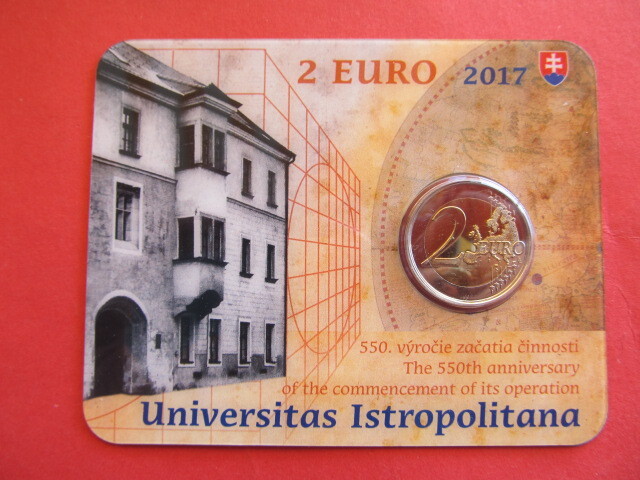 2 EURO 2017
2 EURO
550. výročie začatia činnosti
The 550th anniversary
of the commencement of its operation
Universitas Istropolitana